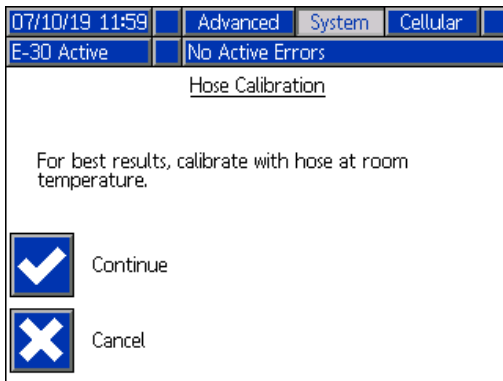 07/10/19 11:59 Advanced System Cellular
E-30 Active No Active Errors
Hose Calibration
For best results, calibrate with hose at room
temperature.
Continue
Cancel